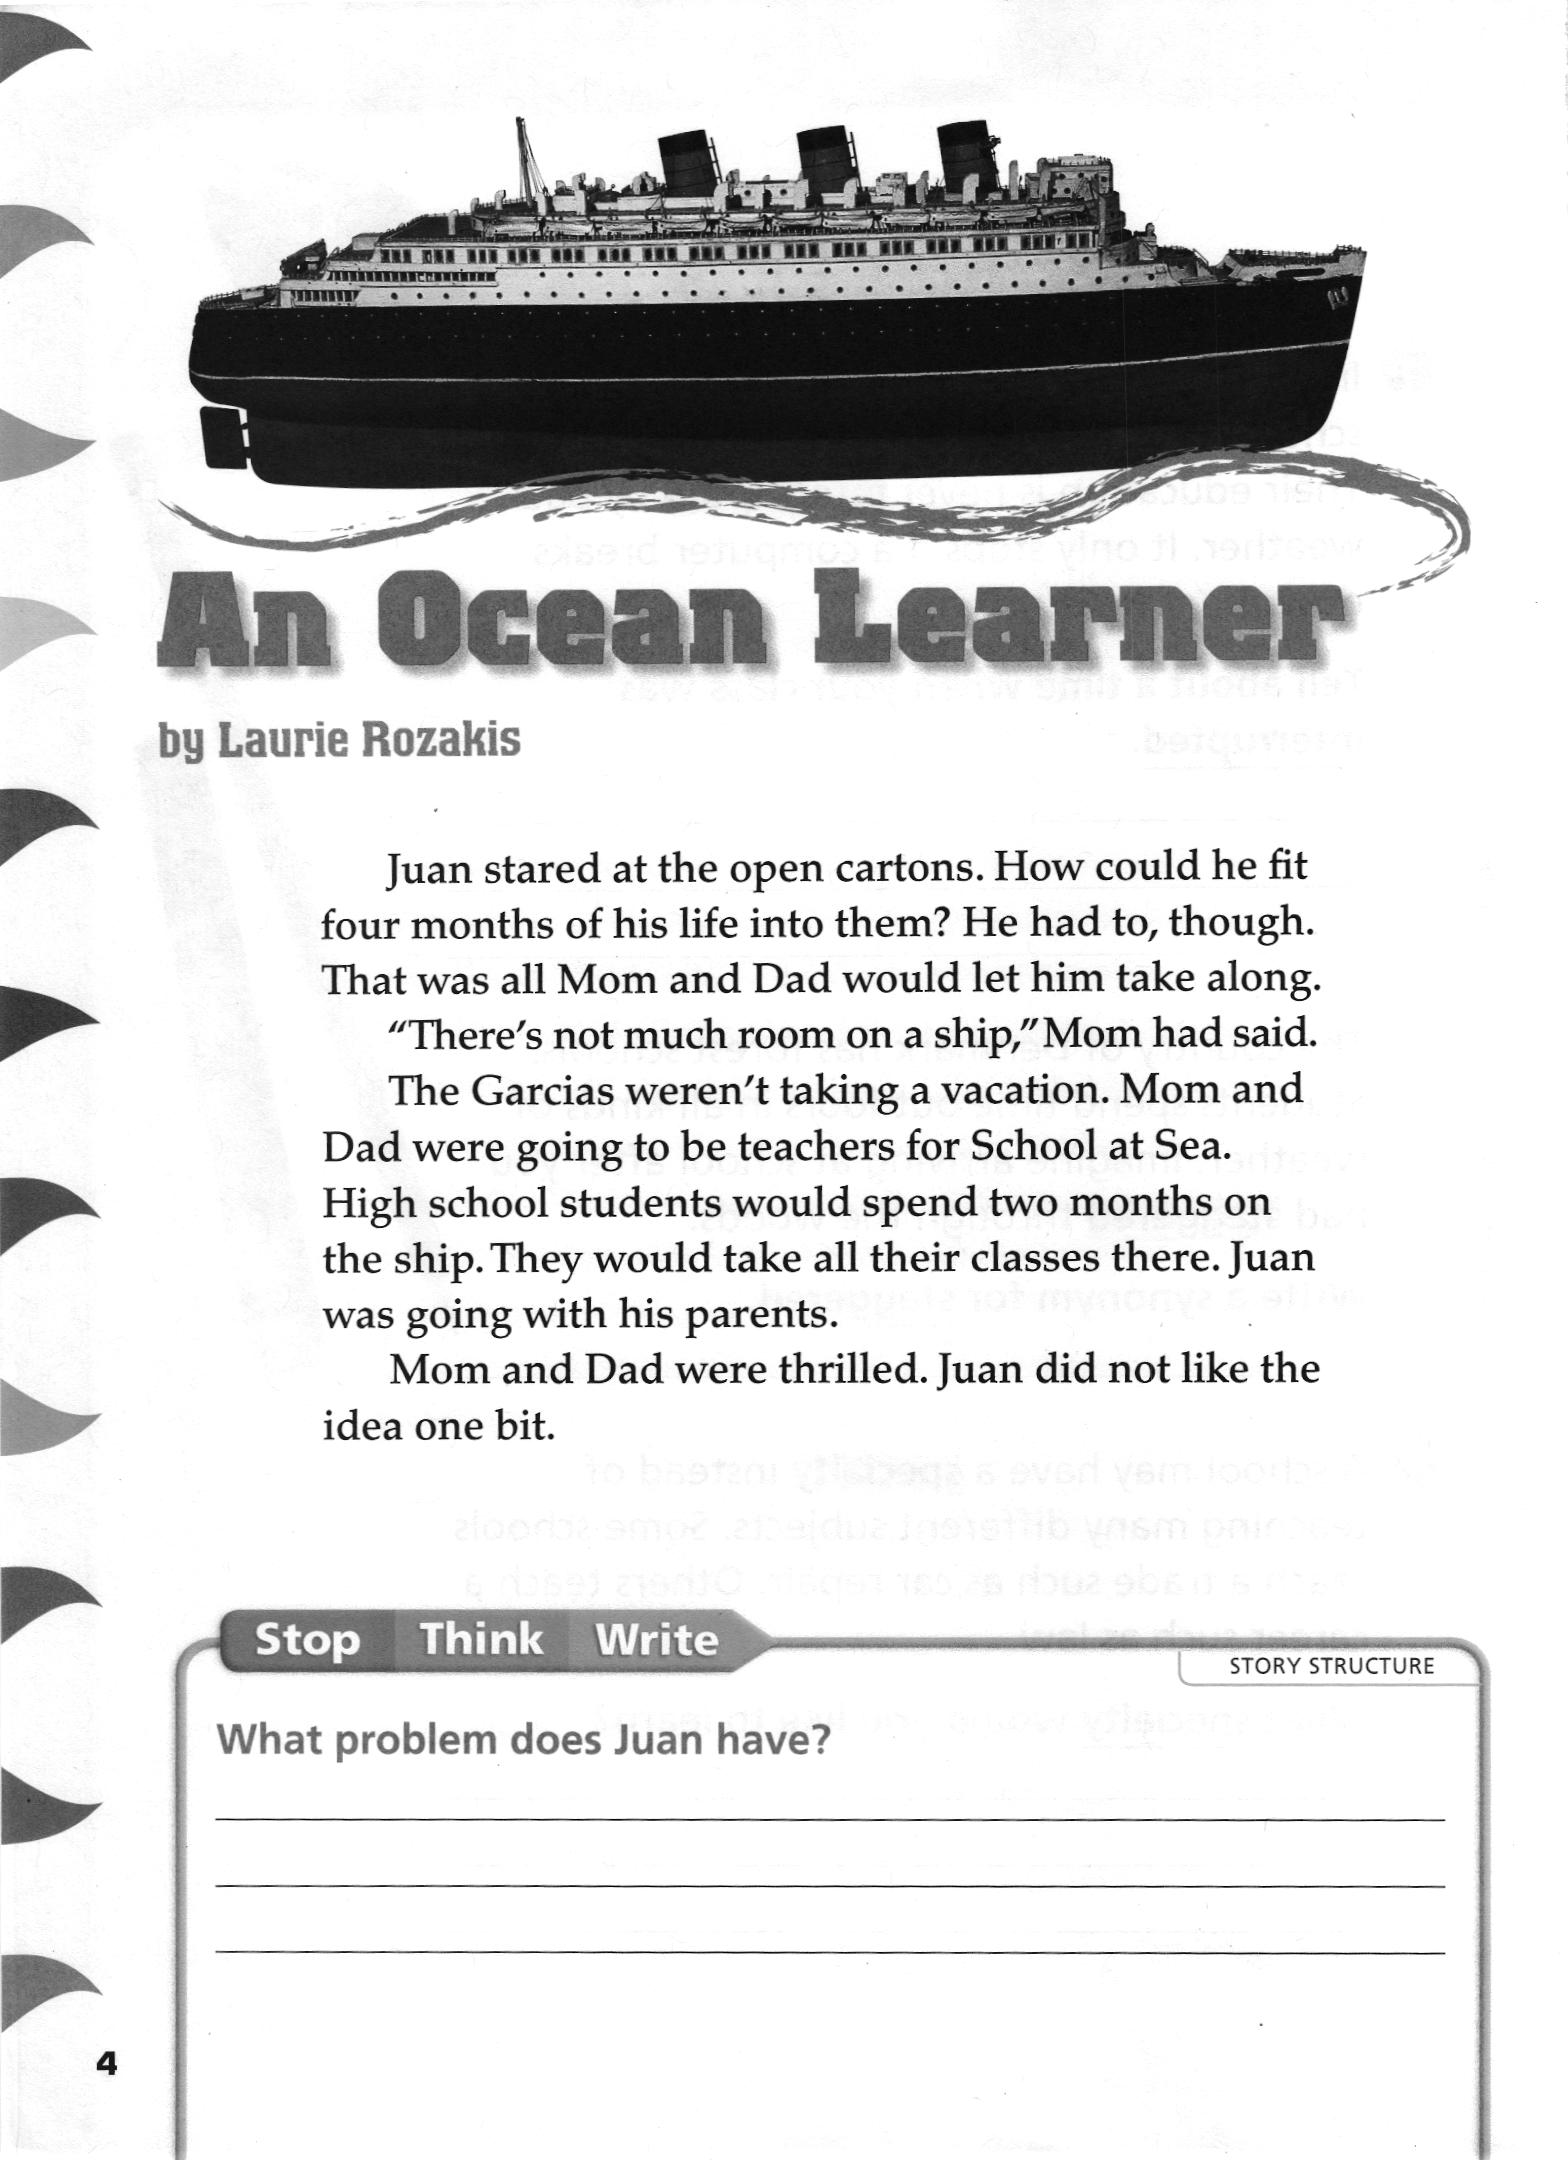 An Ocean Learner
by Laurie Rozakis
Juan stared at the open cartons. How could he fit
four months of his life into them? He had to, though.
That was all Mom and Dad would let him take along.
“There’s not much room on a ship,” Mom had said.
The Garcias weren’t taking a vacation. Mom and
Dad were going to be teachers for School at Sea.
High school students would spend two months on
the ship. They would take all their classes there. Juan
was going with his parents.
Mom and Dad were thrilled. Juan did not like the
idea one bit.
Stop Think Write
STORY STRUCTURE
What problem does Juan have?
4